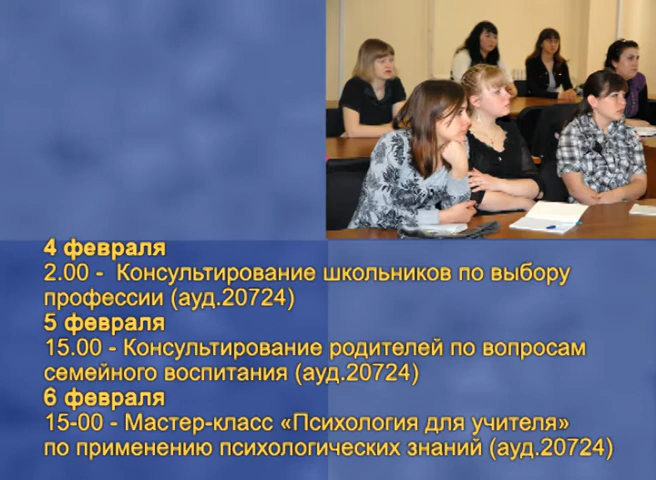 4 февраля
2.00 - Консультирование школьников по выбору
профессии (ауд.20724)
5 февраля
15.00 - Консультирование родителей по вопросам
семейного воспитания (ауд.20724)
6 февраля
15-00 - Мастер-класс «Психология для учителя»
по применению психологических знаний (ауд.20724)